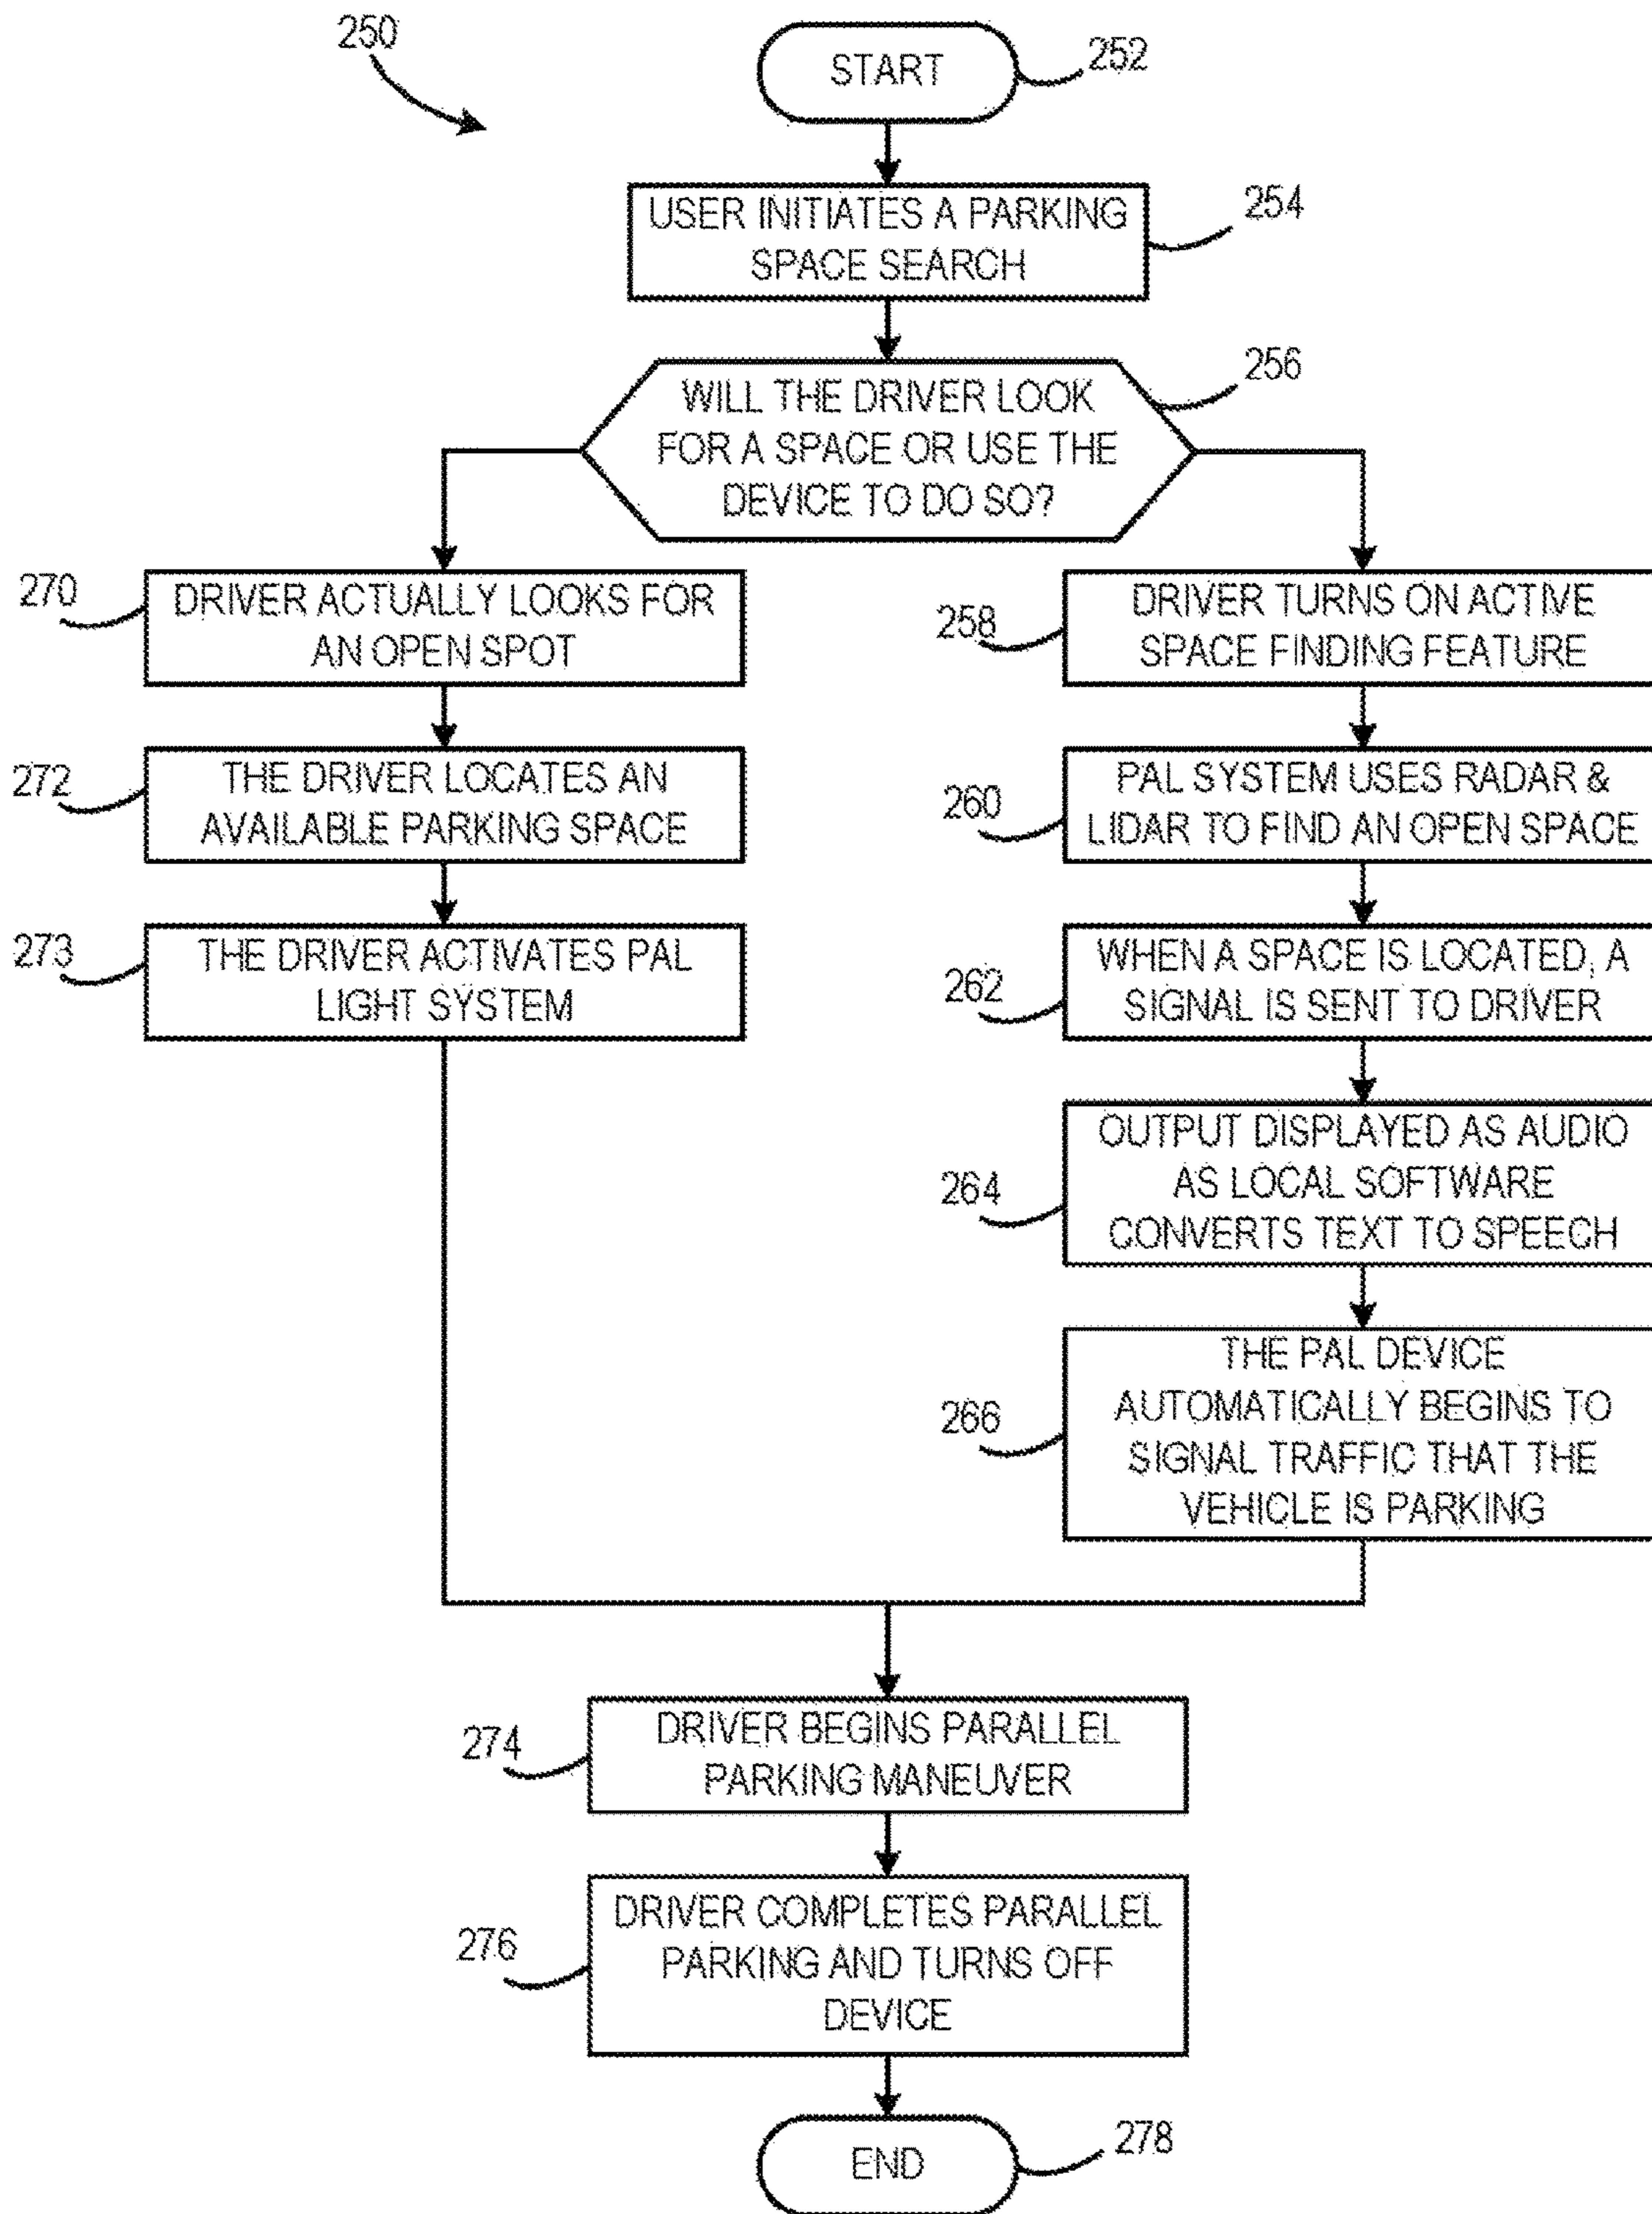 250
START
252
USER INITIATES A PARKING
SPACE SEARCH
254
WILL THE DRIVER LOOK
FOR A SPACE OR USE THE
DEVICE TO DO SO?
256
270
DRIVER ACTUALLY LOOKS FOR
AN OPEN SPOT
272
THE DRIVER LOCATES AN
AVAILABLE PARKING SPACE
273
THE DRIVER ACTIVATES PAL
LIGHT SYSTEM
258
DRIVER TURNS ON ACTIVE
SPACE FINDING FEATURE
260
PAL SYSTEM USES RADAR &
LIDAR TO FIND AN OPEN SPACE
262
WHEN A SPACE IS LOCATED, A
SIGNAL IS SENT TO DRIVER
264
OUTPUT DISPLAYED AS AUDIO
AS LOCAL SOFTWARE
CONVERTS TEXT TO SPEECH
266
THE PAL DEVICE
AUTOMATICALLY BEGINS TO
SIGNAL TRAFFIC THAT THE
VEHICLE IS PARKING
274
DRIVER BEGINS PARALLEL
PARKING MANEUVER
276
DRIVER COMPLETES PARALLEL
PARKING AND TURNS OFF
DEVICE
END
278